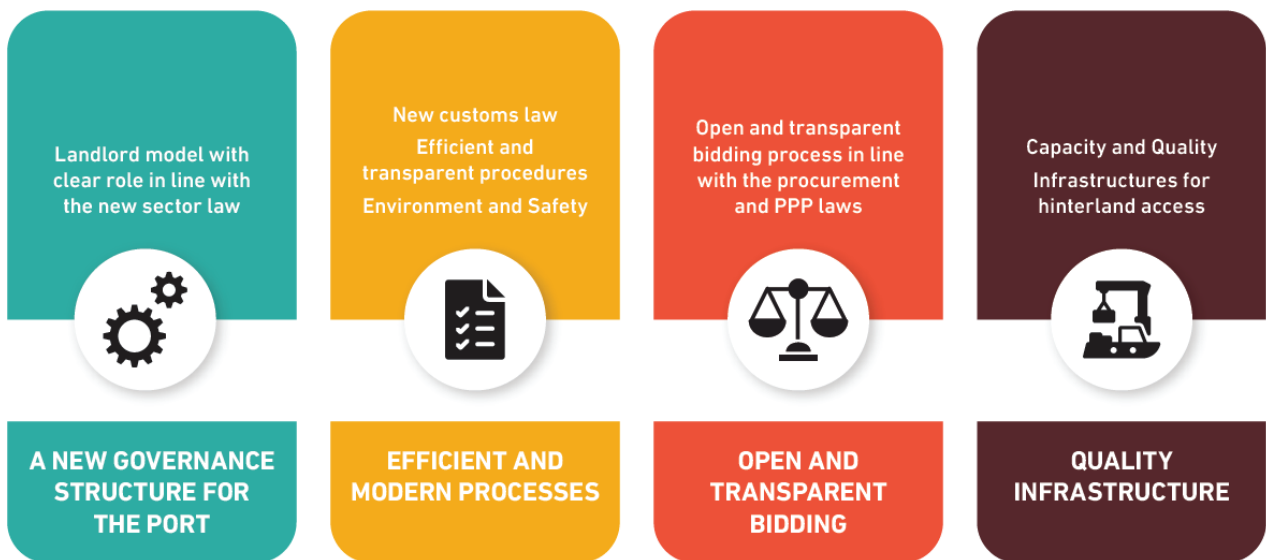 Landlord model with
clear role in line with
the new sector law
A NEW GOVERNANCE
STRUCTURE FOR
THE PORT
New customs law
Efficient and
transparent procedures
Environment and Safety
EFFICIENT AND
MODERN PROCESSES
Open and transparent
bidding process in line
with the procurement
and PPP laws
OPEN AND
TRANSPARENT
BIDDING
Capacity and Quality
Infrastructures for
hinterland access
QUALITY
INFRASTRUCTURE